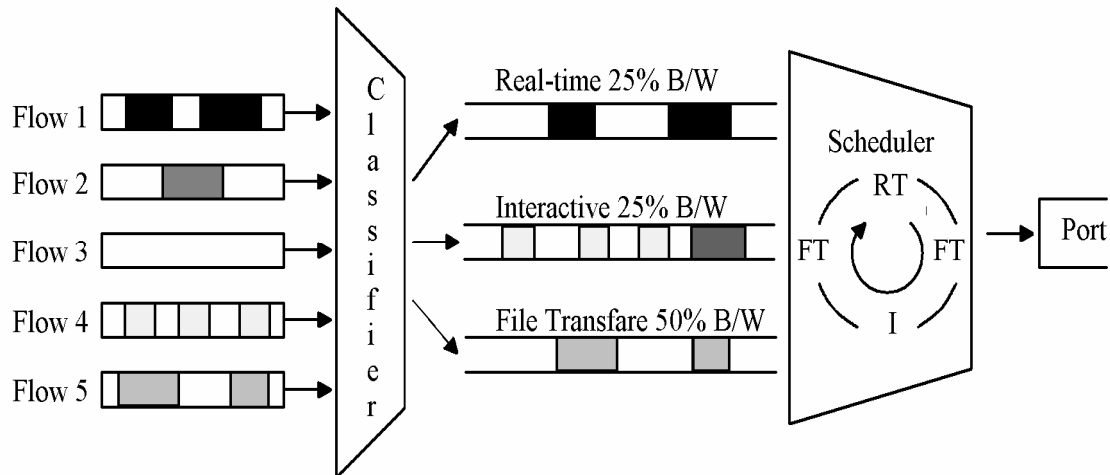 Flow 1
Flow 2
Flow 3
Flow 4
Flow 5
Classifier
Real-time 25% B/W
Interactive 25% B/W
File Transfare 50% B/W
Scheduler
RT
FT
FT
I
Port